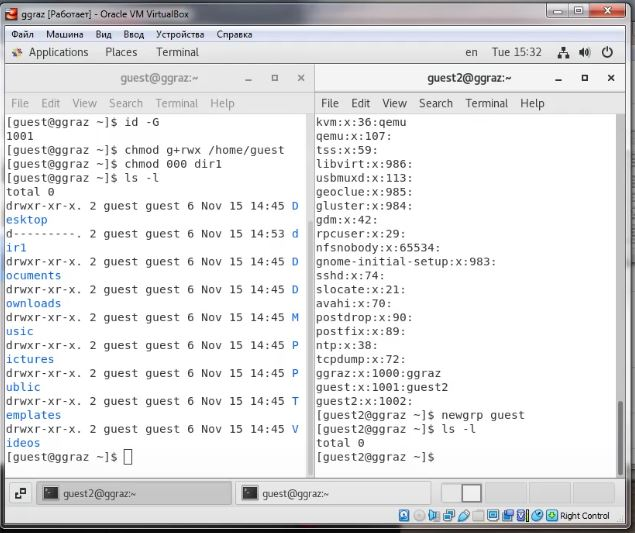 ggraz [Работает] - Oracle VM VirtualBox
Файл Машина Вид Ввод Устройства Справка
Applications Places Terminal en Tue 15:32
guest@ggraz:~
File Edit View Search Terminal Help
[guest@ggraz ~]$ id -G
1001
[guest@ggraz ~]$ chmod g+rwx /home/guest
[guest@ggraz ~]$ chmod 000 dir1
[guest@ggraz ~]$ ls -l
total 0
drwxr-xr-x. 2 guest guest 6 Nov 15 14:45 D
esktop
d---------. 2 guest guest 6 Nov 15 14:53 d
ir1
drwxr-xr-x. 2 guest guest 6 Nov 15 14:45 D
ocuments
drwxr-xr-x. 2 guest guest 6 Nov 15 14:45 D
ownloads
drwxr-xr-x. 2 guest guest 6 Nov 15 14:45 M
usic
drwxr-xr-x. 2 guest guest 6 Nov 15 14:45 P
ictures
drwxr-xr-x. 2 guest guest 6 Nov 15 14:45 P
ublic
drwxr-xr-x. 2 guest guest 6 Nov 15 14:45 T
emplates
drwxr-xr-x. 2 guest guest 6 Nov 15 14:45 V
ideos
[guest@ggraz ~]$
guest2@ggraz:~
File Edit View Search Terminal Help
kvm:x:36:qemu
qemu:x:107:
tss:x:59:
libvirt:x:986:
usbmuxd:x:113:
geoclue:x:985:
gluster:x:984:
gdm:x:42:
rpcuser:x:29:
nfsnobody:x:65534:
gnome-initial-setup:x:983:
sshd:x:74:
slocate:x:21:
avahi:x:70:
postdrop:x:90:
postfix:x:89:
ntp:x:38:
tcpdump:x:72:
ggraz:x:1000:ggraz
guest:x:1001:guest2
guest2:x:1002:
[guest2@ggraz ~]$ newgrp guest
[guest2@ggraz ~]$ ls -l
total 0
[guest2@ggraz ~]$
guest2@ggraz:~ guest@ggraz:~
Right Control